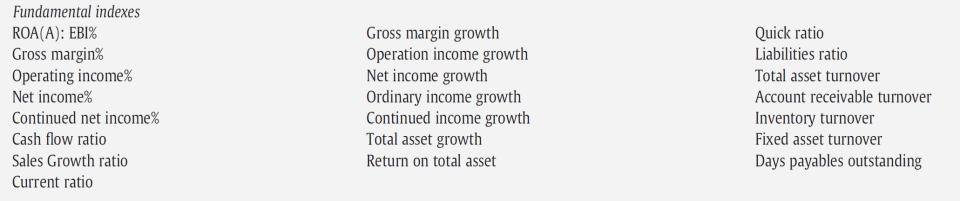 Fundamental indexes
ROA(A): EBI%
Gross margin%
Operating income%
Net income%
Continued net income%
Cash flow ratio
Sales Growth ratio
Current ratio
Gross margin growth
Operation income growth
Net income growth
Ordinary income growth
Continued income growth
Total asset growth
Return on total asset
Quick ratio
Liabilities ratio
Total asset turnover
Account receivable turnover
Inventory turnover
Fixed asset turnover
Days payables outstanding